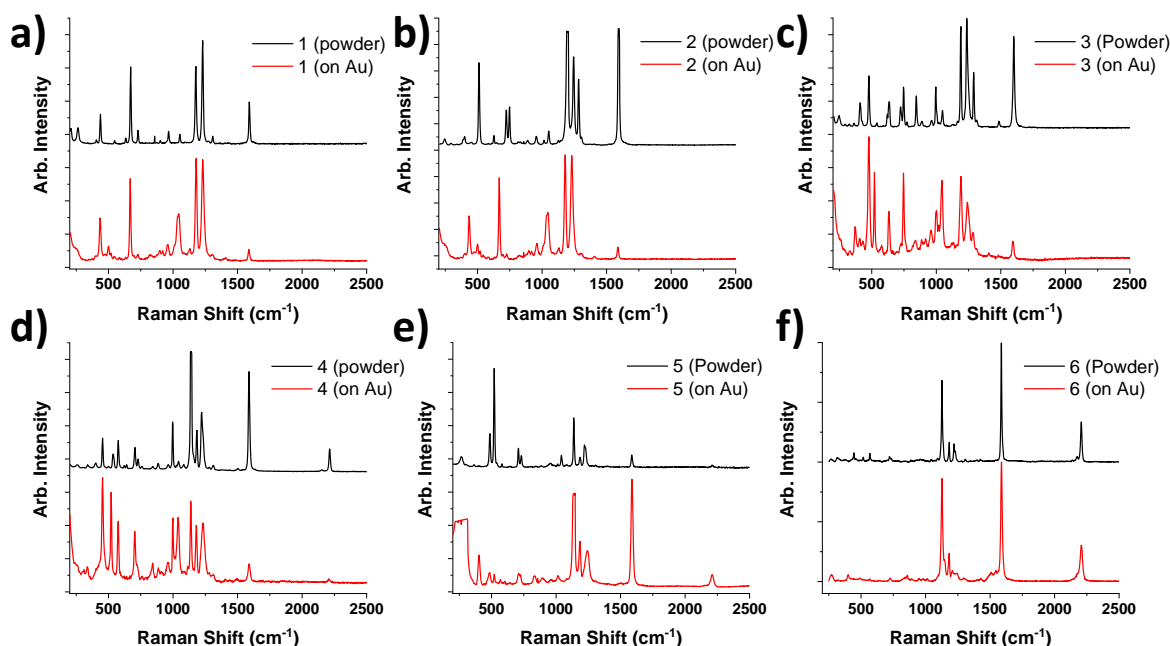 a)
1 (powder)
1 (on Au)
Arb. Intensity
500 1000 1500 2000 2500
Raman Shift (cm-1)
b)
2 (powder)
2 (on Au)
Arb. Intensity
500 1000 1500 2000 2500
Raman Shift (cm-1)
c)
3 (Powder)
3 (on Au)
Arb. Intensity
500 1000 1500 2000 2500
Raman Shift (cm-1)
d)
4 (powder)
4 (on Au)
Arb. Intensity
500 1000 1500 2000 2500
Raman Shift (cm-1)
e)
5 (Powder)
5 (on Au)
Arb. Intensity
500 1000 1500 2000 2500
Raman Shift (cm-1)
f)
6 (Powder)
6 (on Au)
Arb. Intensity
500 1000 1500 2000 2500
Raman Shift (cm-1)